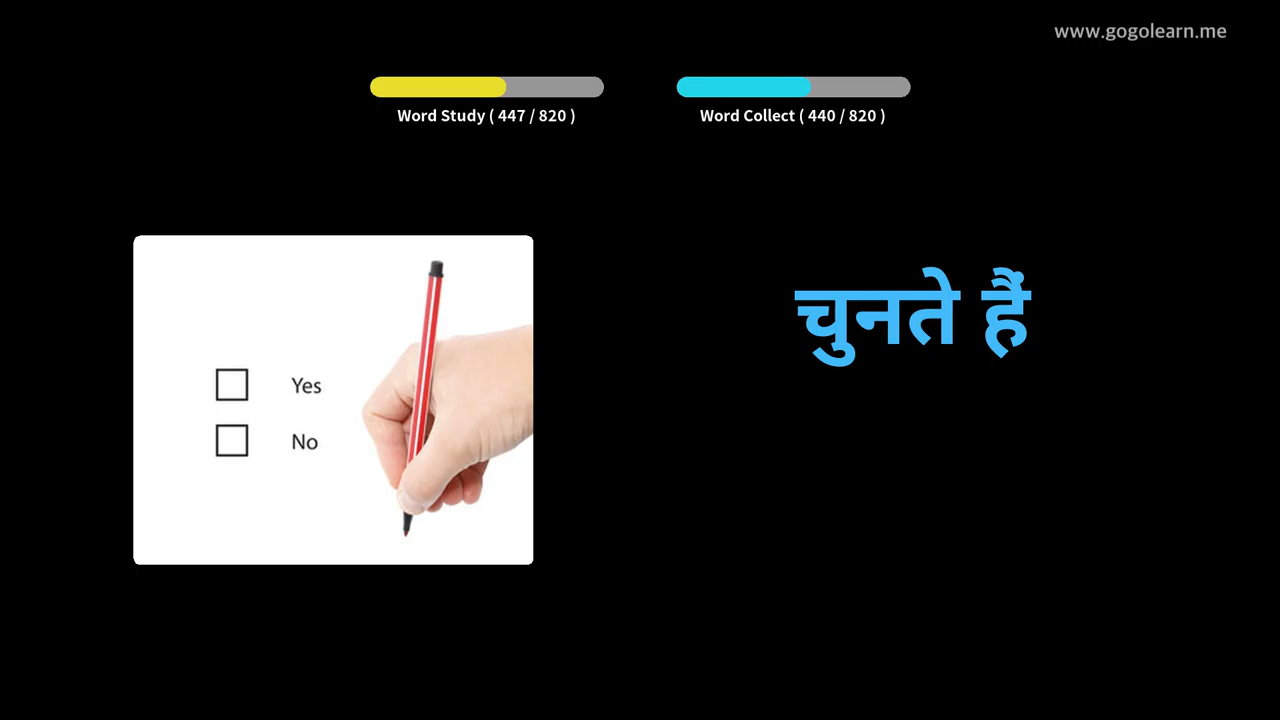 www.gogolearn.me
Word Study ( 447 / 820 )
Word Collect ( 440 / 820 )
चुनते हैं
Yes
No